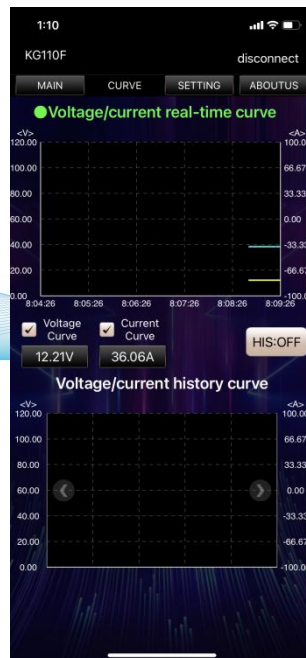 1:10
KG110F
disconnect
MAIN CURVE SETTING ABOUTUS
Voltage/current real-time curve
<V> <A>
120.00 100.0
100.00 66.67
80.00 33.33
60.00 0.00
40.00 -33.33
20.00 -66.67
0.00 -100.0
8:04:26 8:05:26 8:06:26 8:07:26 8:08:26 8:09:26
Voltage Curve
Current Curve
12.21V 36.06A
HIS:OFF
Voltage/current history curve
<V> <A>
120.00 100.00
100.00 66.67
80.00 33.33
60.00 0.00
40.00 -33.33
20.00 -66.67
0.00 -100.0